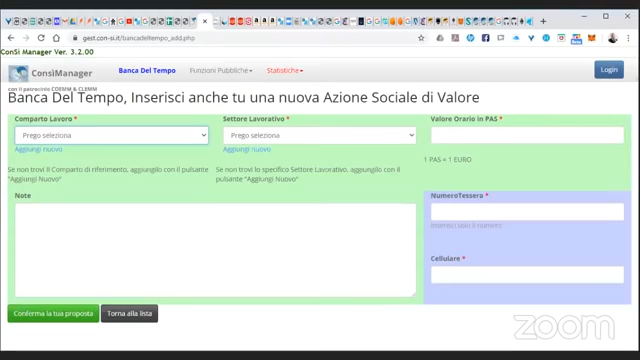 gest.con-si.it/bancadeltempo_add.php
ConSì Manager Ver. 3.2.00
ConsìManager
Banca Del Tempo
Funzioni Pubbliche
Statistiche
Login
con il patrocinio COEMM & CLEMM
Banca Del Tempo, Inserisci anche tu una nuova Azione Sociale di Valore
Comparto Lavoro *
Settore Lavorativo *
Valore Orario in PAS *
Prego seleziona
Prego seleziona
Aggiungi nuovo
Aggiungi nuovo
1 PAS = 1 EURO
Se non trovi il Comparto di riferimento, aggiungilo con il pulsante
"Aggiungi Nuovo"
Se non trovi lo specifico Settore Lavorativo, aggiungilo con il
pulsante "Aggiungi Nuovo"
Note
NumeroTessera *
Inserisci solo il numero
Cellulare *
Conferma la tua proposta
Torna alla lista
zoom